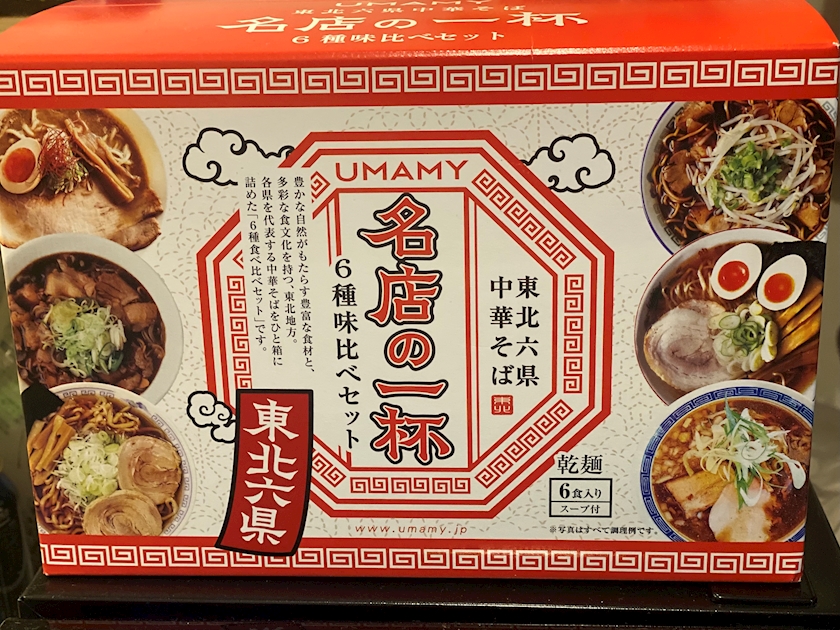 UMAMY
東北六県中華そば
名店の一杯
6種味比べセット
UMAMY
東北六県
中華そば
名店の一杯
6種味比べセット
豊かな自然がもたらす豊富な食材と、
多彩な食文化を持つ、東北地方。
各県を代表する中華そばをひと箱に
詰めた「6種食べ比べセット」です。
東北六県
乾麺
6食入り
スープ付
※写真はすべて調理例です。
www.umamy.jp